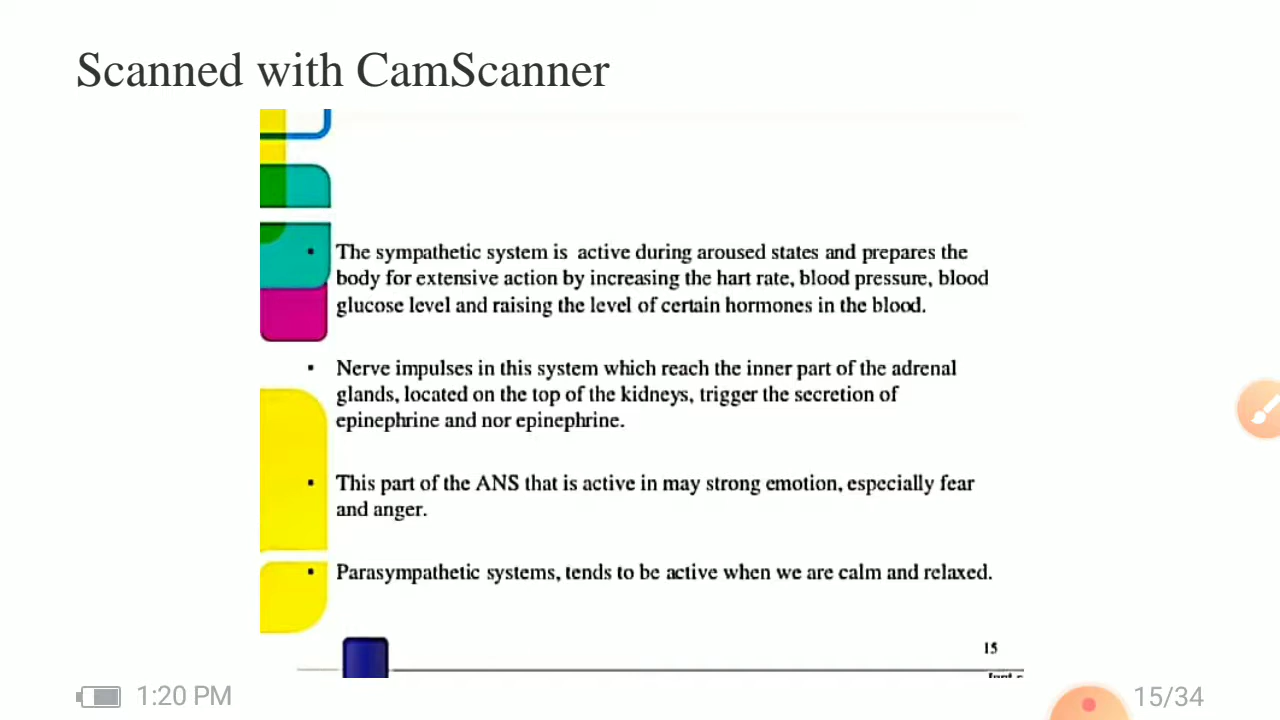 Scanned with CamScanner
• The sympathetic system is active during aroused states and prepares the
body for extensive action by increasing the hart rate, blood pressure, blood
glucose level and raising the level of certain hormones in the blood.
• Nerve impulses in this system which reach the inner part of the adrenal
glands, located on the top of the kidneys, trigger the secretion of
epinephrine and nor epinephrine.
• This part of the ANS that is active in may strong emotion, especially fear
and anger.
• Parasympathetic systems, tends to be active when we are calm and relaxed.
15
1:20 PM
15/34